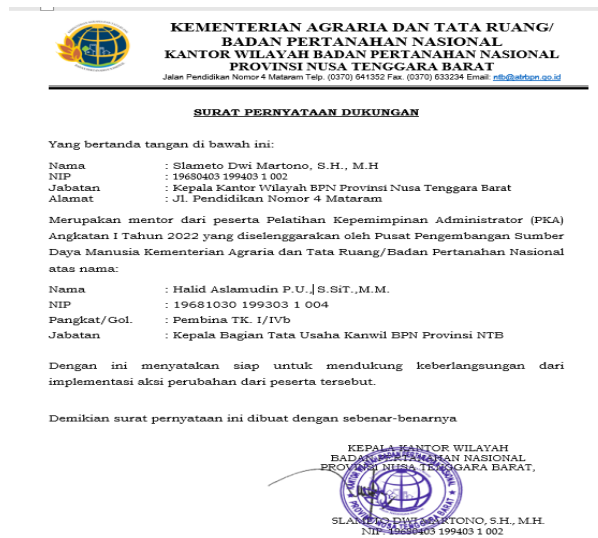 KEMENTERIAN AGRARIA DAN TATA RUANG/
BADAN PERTANAHAN NASIONAL
KANTOR WILAYAH BADAN PERTANAHAN NASIONAL
PROVINSI NUSA TENGGARA BARAT
Jalan Pendidikan Nomor 4 Mataram Telp. (0370) 641352 Fax. (0370) 633234 Email: ntb@atrbpn.go.id
SURAT PERNYATAAN DUKUNGAN
Yang bertanda tangan di bawah ini:
Nama : Slameto Dwi Martono, S.H., M.H
NIP : 19680403 199403 1 002
Jabatan : Kepala Kantor Wilayah BPN Provinsi Nusa Tenggara Barat
Alamat : Jl. Pendidikan Nomor 4 Mataram
Merupakan mentor dari peserta Pelatihan Kepemimpinan Administrator (PKA)
Angkatan I Tahun 2022 yang diselenggarakan oleh Pusat Pengembangan Sumber
Daya Manusia Kementerian Agraria dan Tata Ruang/Badan Pertanahan Nasional
atas nama:
Nama : Halid Aslamudin P.U., S.SiT.,M.M.
NIP : 19681030 199303 1 004
Pangkat/Gol. : Pembina TK. I/IVb
Jabatan : Kepala Bagian Tata Usaha Kanwil BPN Provinsi NTB
Dengan ini menyatakan siap untuk mendukung keberlangsungan dari
implementasi aksi perubahan dari peserta tersebut.
Demikian surat pernyataan ini dibuat dengan sebenar-benarnya
KEPALA KANTOR WILAYAH
BADAN PERTANAHAN NASIONAL
PROVINSI NUSA TENGGARA BARAT,
SLAMETO DWI MARTONO, S.H., M.H.
NIP. 19680403 199403 1 002